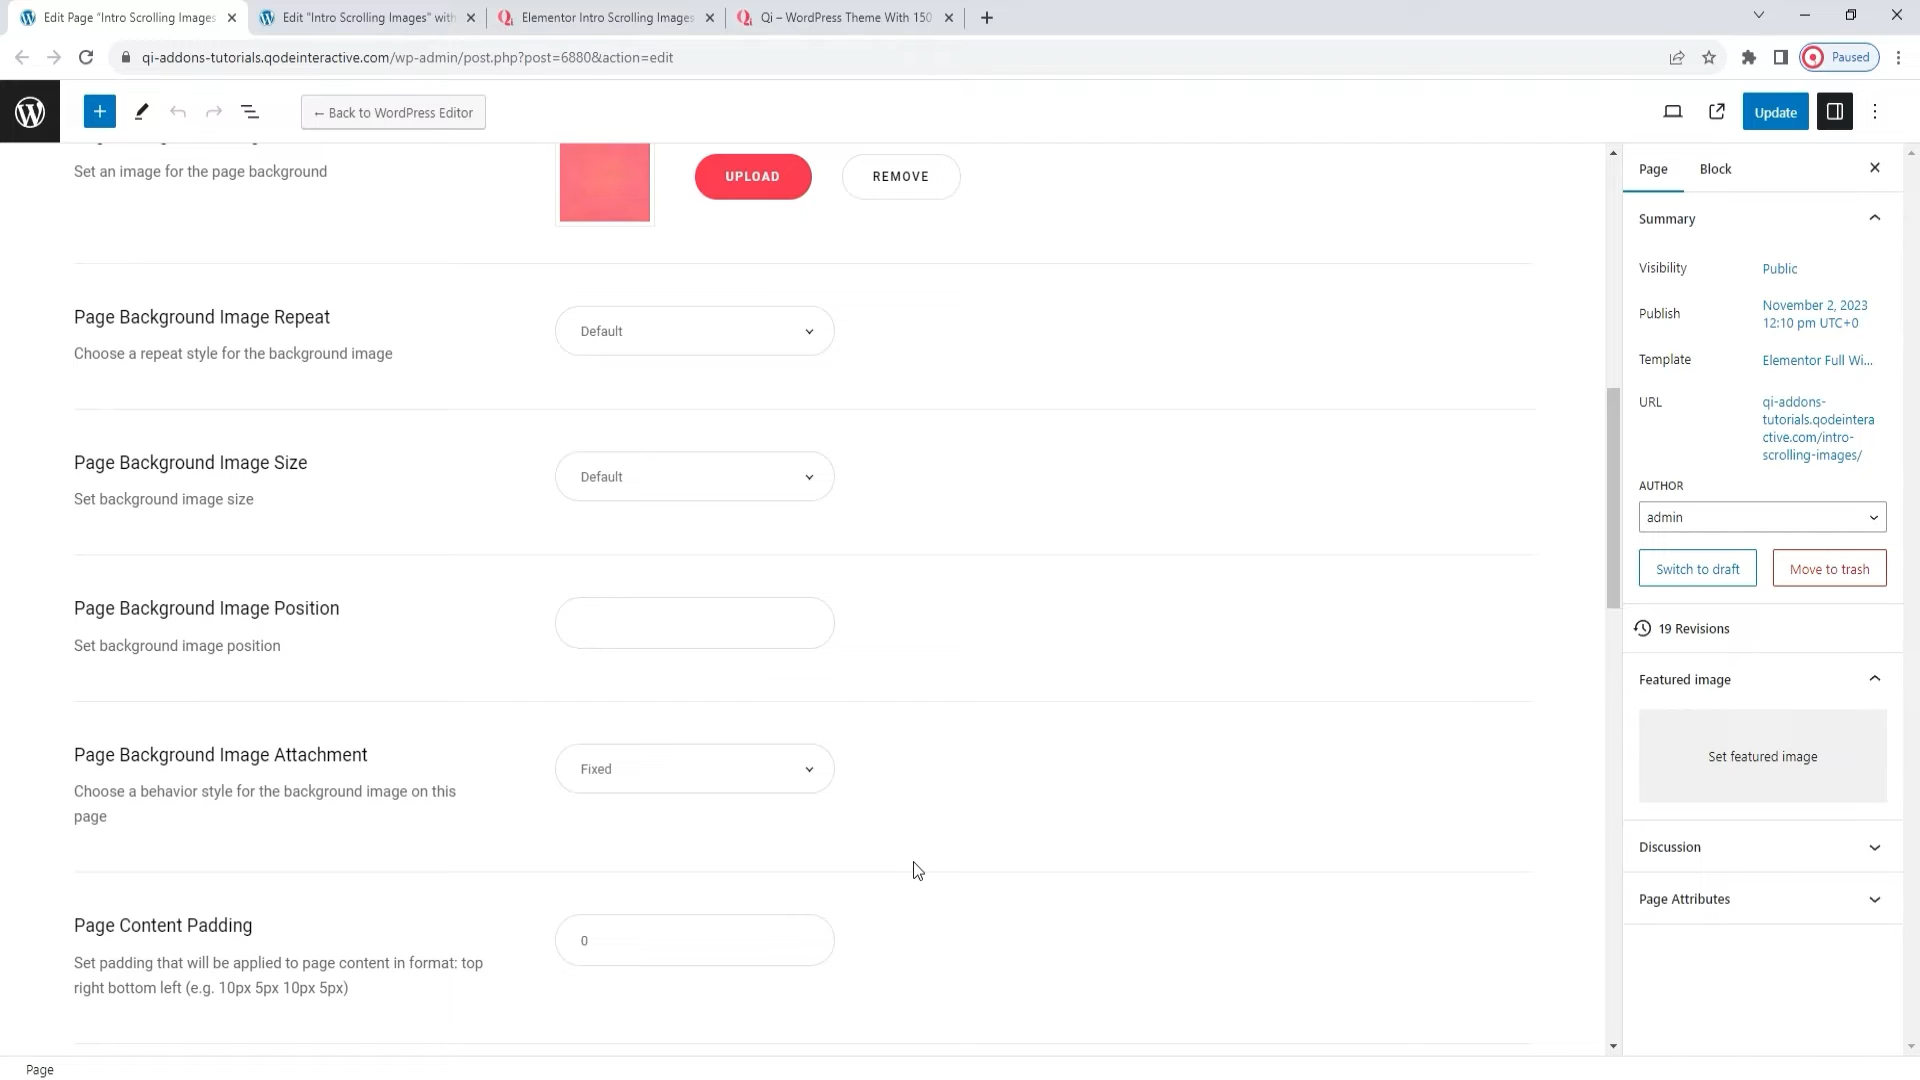 Edit Page "Intro Scrolling Images
Edit "Intro Scrolling Images" with
Elementor Intro Scrolling Images
Qi – WordPress Theme With 150
qi-addons-tutorials.qodeinteractive.com/wp-admin/post.php?post=6880&action=edit
Paused
← Back to WordPress Editor
Update
Set an image for the page background
UPLOAD
REMOVE
Page Background Image Repeat
Choose a repeat style for the background image
Default
Page Background Image Size
Set background image size
Default
Page Background Image Position
Set background image position
Page Background Image Attachment
Choose a behavior style for the background image on this
page
Fixed
Page Content Padding
Set padding that will be applied to page content in format: top
right bottom left (e.g. 10px 5px 10px 5px)
0
Page
Block
Summary
Visibility
Public
Publish
November 2, 2023
12:10 pm UTC+0
Template
Elementor Full Wi...
URL
qi-addons-
tutorials.qodeintera
ctive.com/intro-
scrolling-images/
AUTHOR
admin
Switch to draft
Move to trash
19 Revisions
Featured image
Set featured image
Discussion
Page Attributes
Page